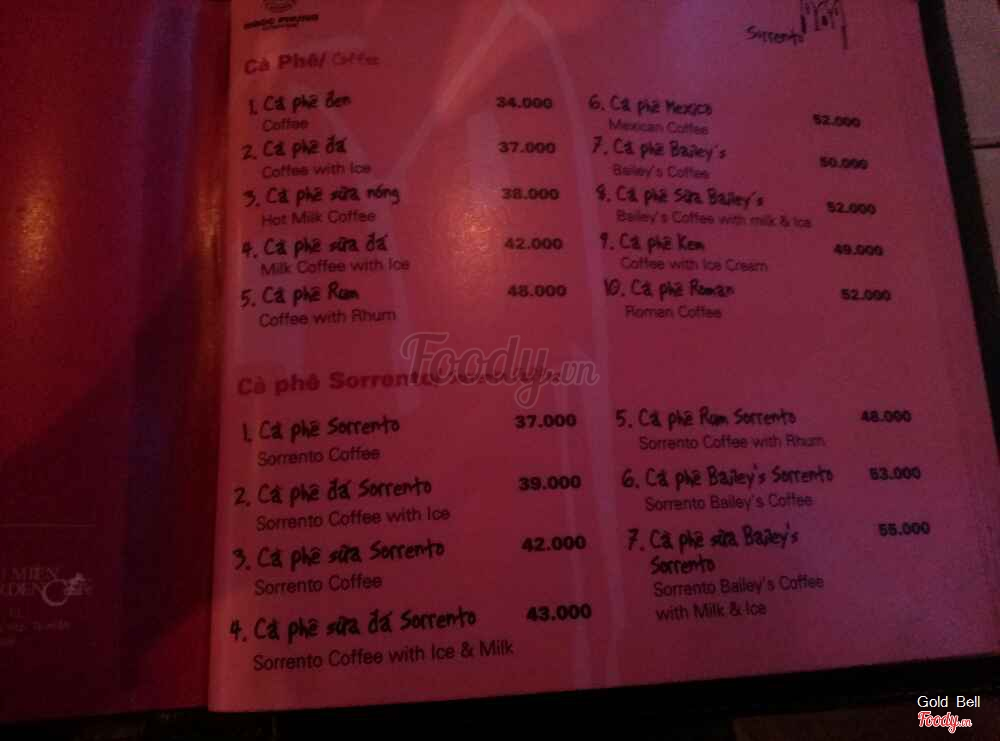 NGOC PHUNG
Sorrento
Cà Phê/ Coffee
1. Cà phê đen 34.000
Coffee
2. Cà phê đá 37.000
Coffee with Ice
3. Cà phê sữa nóng 38.000
Hot Milk Coffee
4. Cà phê sữa đá 42.000
Milk Coffee with Ice
5. Cà phê Rum 48.000
Coffee with Rhum
6. Cà phê Mexico 52.000
Mexican Coffee
7. Cà phê Bailey's 50.000
Bailey's Coffee
8. Cà phê Sữa Bailey's 52.000
Bailey's Coffee with milk & Ice
9. Cà phê Kem 49.000
Coffee with Ice Cream
10. Cà phê Roman 52.000
Roman Coffee
Foody.vn
Cà phê Sorrento
1. Cà phê Sorrento 37.000
Sorrento Coffee
2. Cà phê đá Sorrento 39.000
Sorrento Coffee with Ice
3. Cà phê sữa Sorrento 42.000
Sorrento Coffee
4. Cà phê sữa đá Sorrento 43.000
Sorrento Coffee with Ice & Milk
5. Cà phê Rum Sorrento 48.000
Sorrento Coffee with Rhum
6. Cà phê Bailey's Sorrento 53.000
Sorrento Bailey's Coffee
7. Cà phê sữa Bailey's 55.000
Sorrento
Sorrento Bailey's Coffee
with Milk & Ice
MIỀN
Gold Bell
Foody.vn